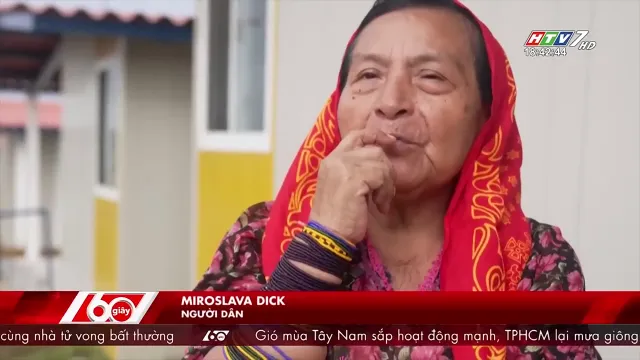 HTV7 HD
18:42:44
60 giây
MIROSLAVA DICK
NGƯỜI DÂN
cùng nhà tử vong bất thường Gió mùa Tây Nam sắp hoạt động mạnh, TPHCM lại mưa giông